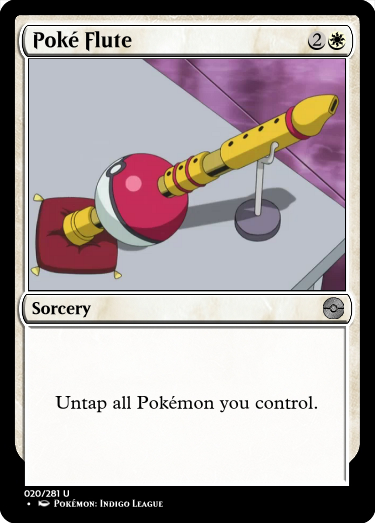 Poké Flute 2
Sorcery
Untap all Pokémon you control.
020/281 U
• Pokémon: Indigo League